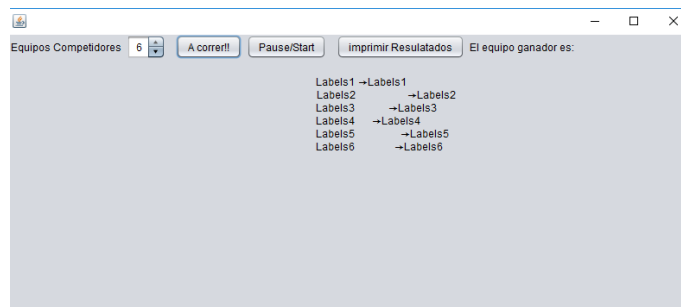 Equipos Competidores 6 A correr!! Pause/Start imprimir Resulatados El equipo ganador es:
Labels1 →Labels1
Labels2 →Labels2
Labels3 →Labels3
Labels4 →Labels4
Labels5 →Labels5
Labels6 →Labels6